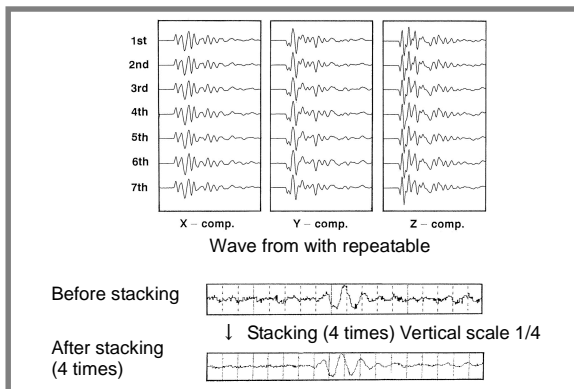 1st
2nd
3rd
4th
5th
6th
7th
X – comp. Y – comp. Z – comp.
Wave from with repeatable
Before stacking
↓ Stacking (4 times) Vertical scale 1/4
After stacking
(4 times)